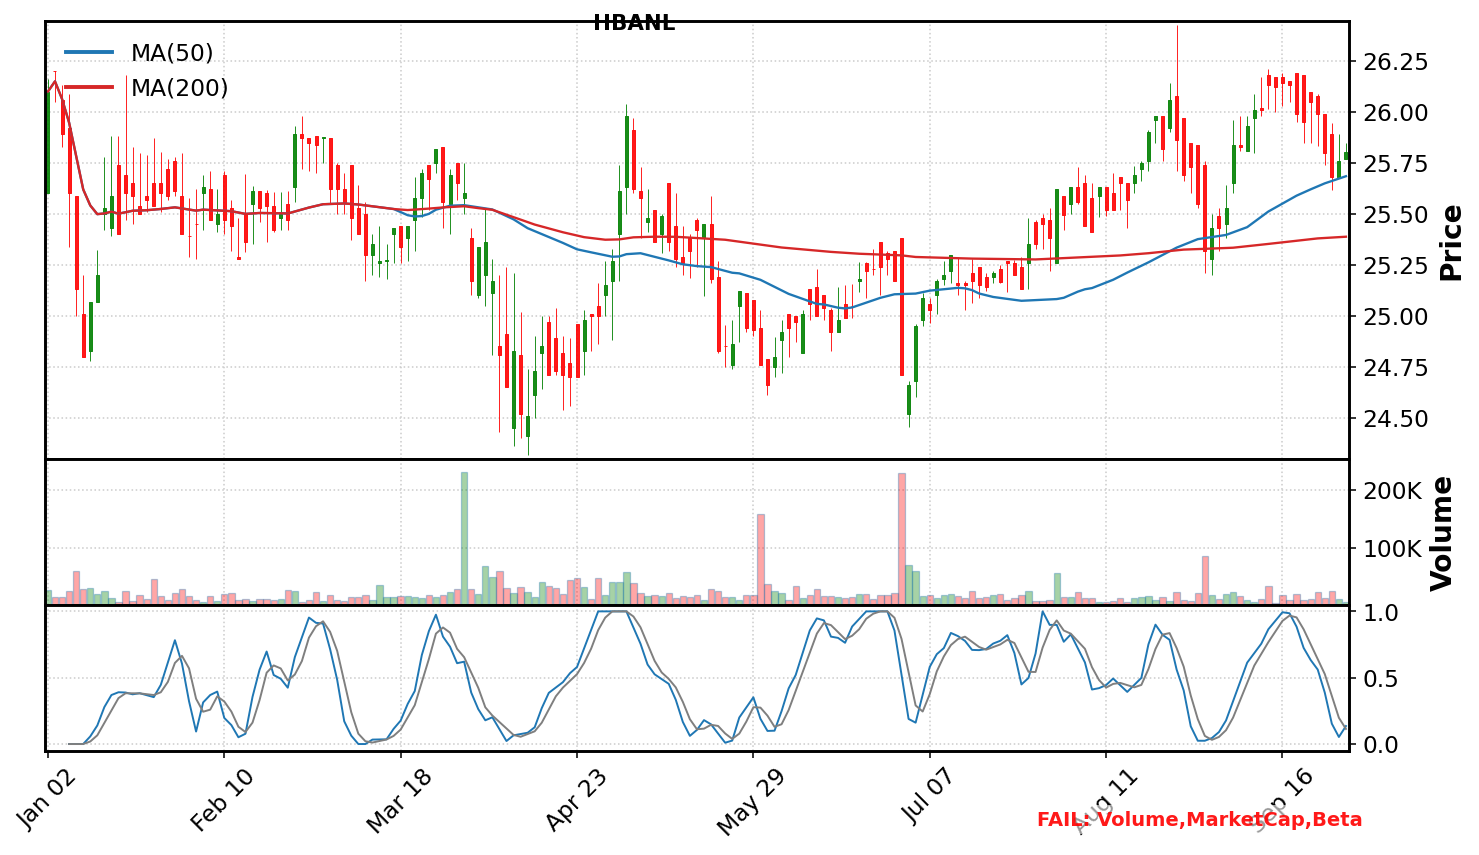 HBANL
MA(50)
MA(200)
26.25
26.00
25.75
25.50
25.25
25.00
24.75
24.50
Price
200K
100K
Volume
1.0
0.5
0.0
Jan 02
Feb 10
Mar 18
Apr 23
May 29
Jul 07
Aug 11
Sep 16
FAIL: Volume,MarketCap,Beta